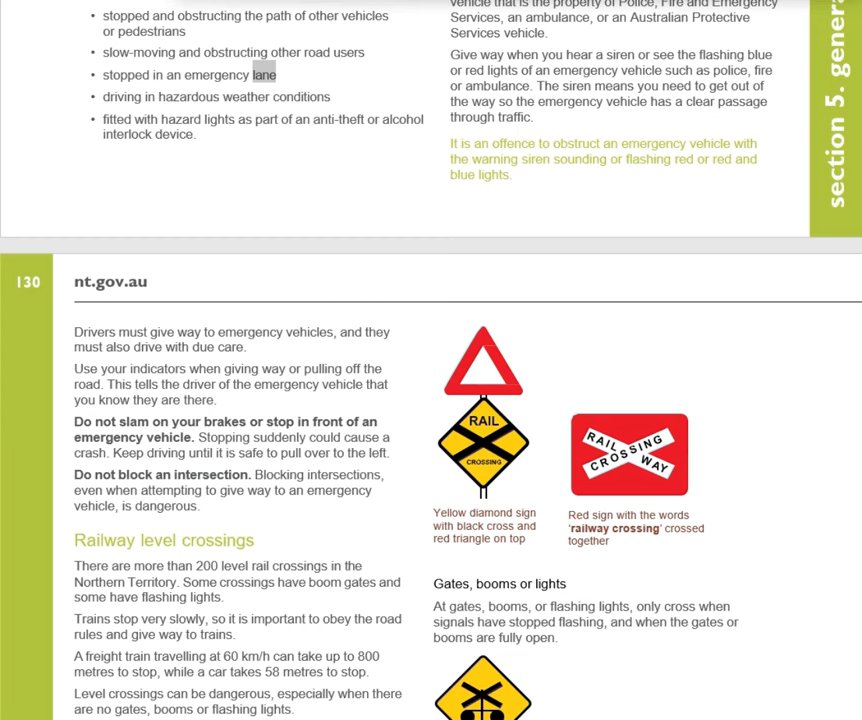 • stopped and obstructing the path of other vehicles
or pedestrians
• slow-moving and obstructing other road users
• stopped in an emergency lane
• driving in hazardous weather conditions
• fitted with hazard lights as part of an anti-theft or alcohol
interlock device.
vehicle that is the property of Police, Fire and Emergency
Services, an ambulance, or an Australian Protective
Services vehicle.
Give way when you hear a siren or see the flashing blue
or red lights of an emergency vehicle such as police, fire
or ambulance. The siren means you need to get out of
the way so the emergency vehicle has a clear passage
through traffic.
It is an offence to obstruct an emergency vehicle with
the warning siren sounding or flashing red or red and
blue lights.
section 5. genera
130
nt.gov.au
Drivers must give way to emergency vehicles, and they
must also drive with due care.
Use your indicators when giving way or pulling off the
road. This tells the driver of the emergency vehicle that
you know they are there.
Do not slam on your brakes or stop in front of an
emergency vehicle. Stopping suddenly could cause a
crash. Keep driving until it is safe to pull over to the left.
Do not block an intersection. Blocking intersections,
even when attempting to give way to an emergency
vehicle, is dangerous.
Railway level crossings
There are more than 200 level rail crossings in the
Northern Territory. Some crossings have boom gates and
some have flashing lights.
Trains stop very slowly, so it is important to obey the road
rules and give way to trains.
A freight train travelling at 60 km/h can take up to 800
metres to stop, while a car takes 58 metres to stop.
Level crossings can be dangerous, especially when there
are no gates, booms or flashing lights.
RAIL
CROSSING
Yellow diamond sign
with black cross and
red triangle on top
RAIL WAY
CROSSING
Red sign with the words
‘railway crossing’ crossed
together
Gates, booms or lights
At gates, booms, or flashing lights, only cross when
signals have stopped flashing, and when the gates or
booms are fully open.